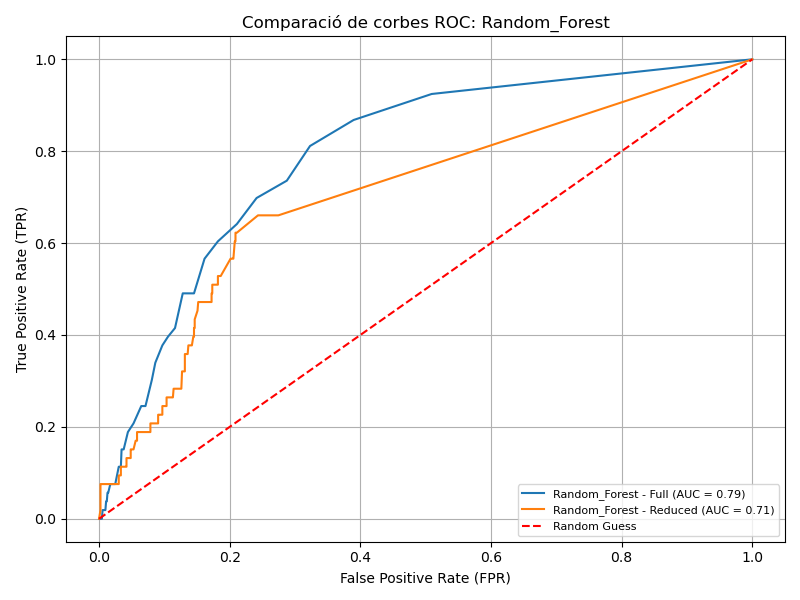 Comparació de corbes ROC: Random_Forest
True Positive Rate (TPR)
1.0
0.8
0.6
0.4
0.2
0.0
Random_Forest - Full (AUC = 0.79)
Random_Forest - Reduced (AUC = 0.71)
Random Guess
0.0 0.2 0.4 0.6 0.8 1.0
False Positive Rate (FPR)